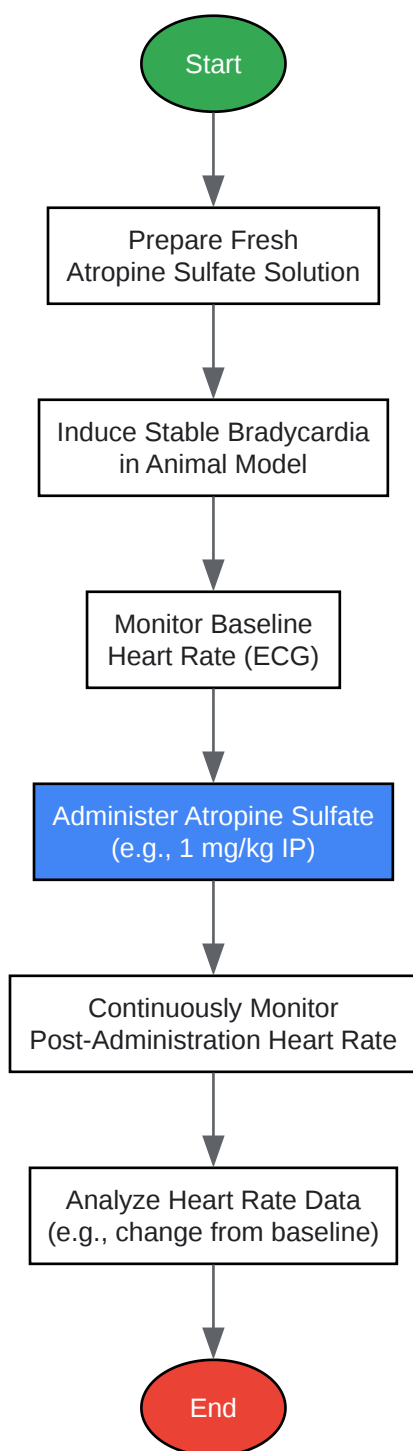 Start
Prepare Fresh
Atropine Sulfate Solution
Induce Stable Bradycardia
in Animal Model
Monitor Baseline
Heart Rate (ECG)
Administer Atropine Sulfate
(e.g., 1 mg/kg IP)
Continuously Monitor
Post-Administration Heart Rate
Analyze Heart Rate Data
(e.g., change from baseline)
End